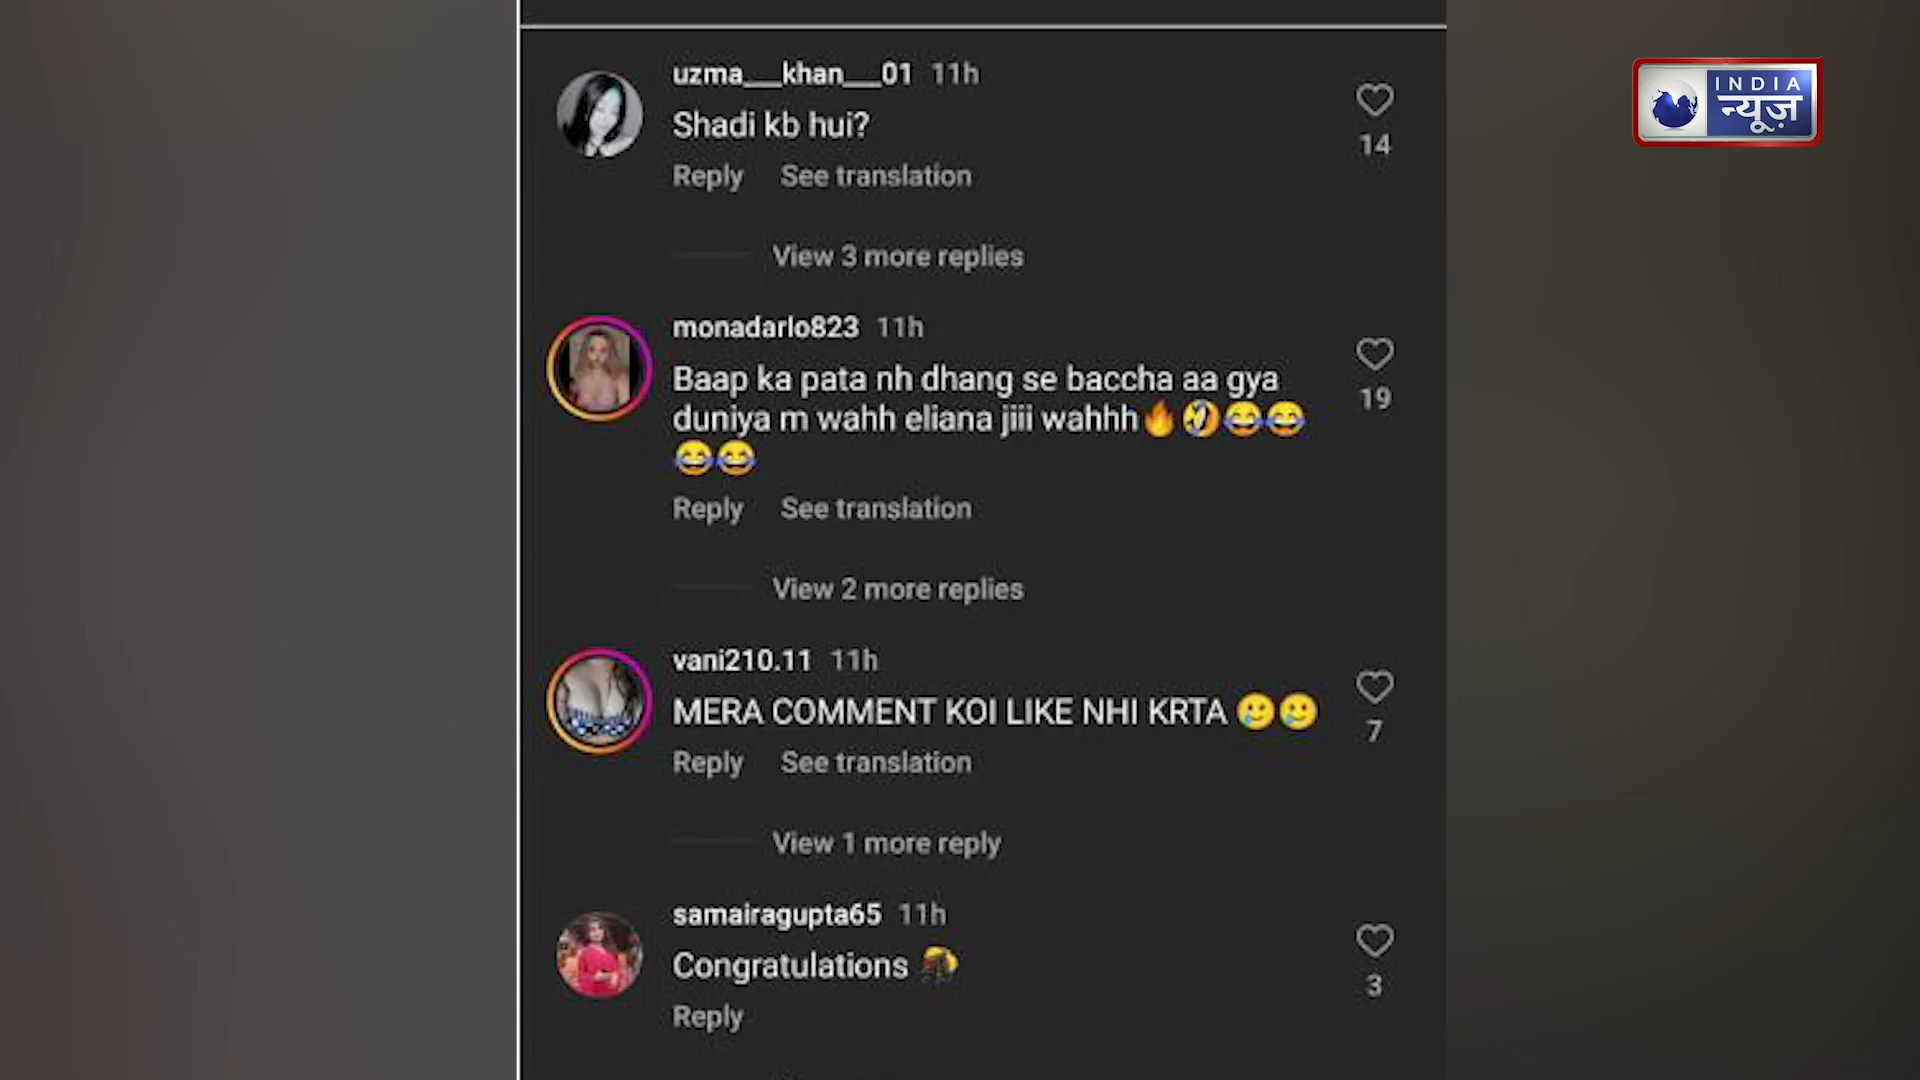 uzma___khan___01 11h
Shadi kb hui?
14
Reply See translation
View 3 more replies
monadarlo823 11h
Baap ka pata nh dhang se baccha aa gya
duniya m wahh eliana jiii wahhh🔥🤣😂😂
😂😂
19
Reply See translation
View 2 more replies
vani210.11 11h
MERA COMMENT KOI LIKE NHI KRTA 🥲🥲
7
Reply See translation
View 1 more reply
samairagupta65 11h
Congratulations 🎊
3
Reply
INDIA
न्यूज़